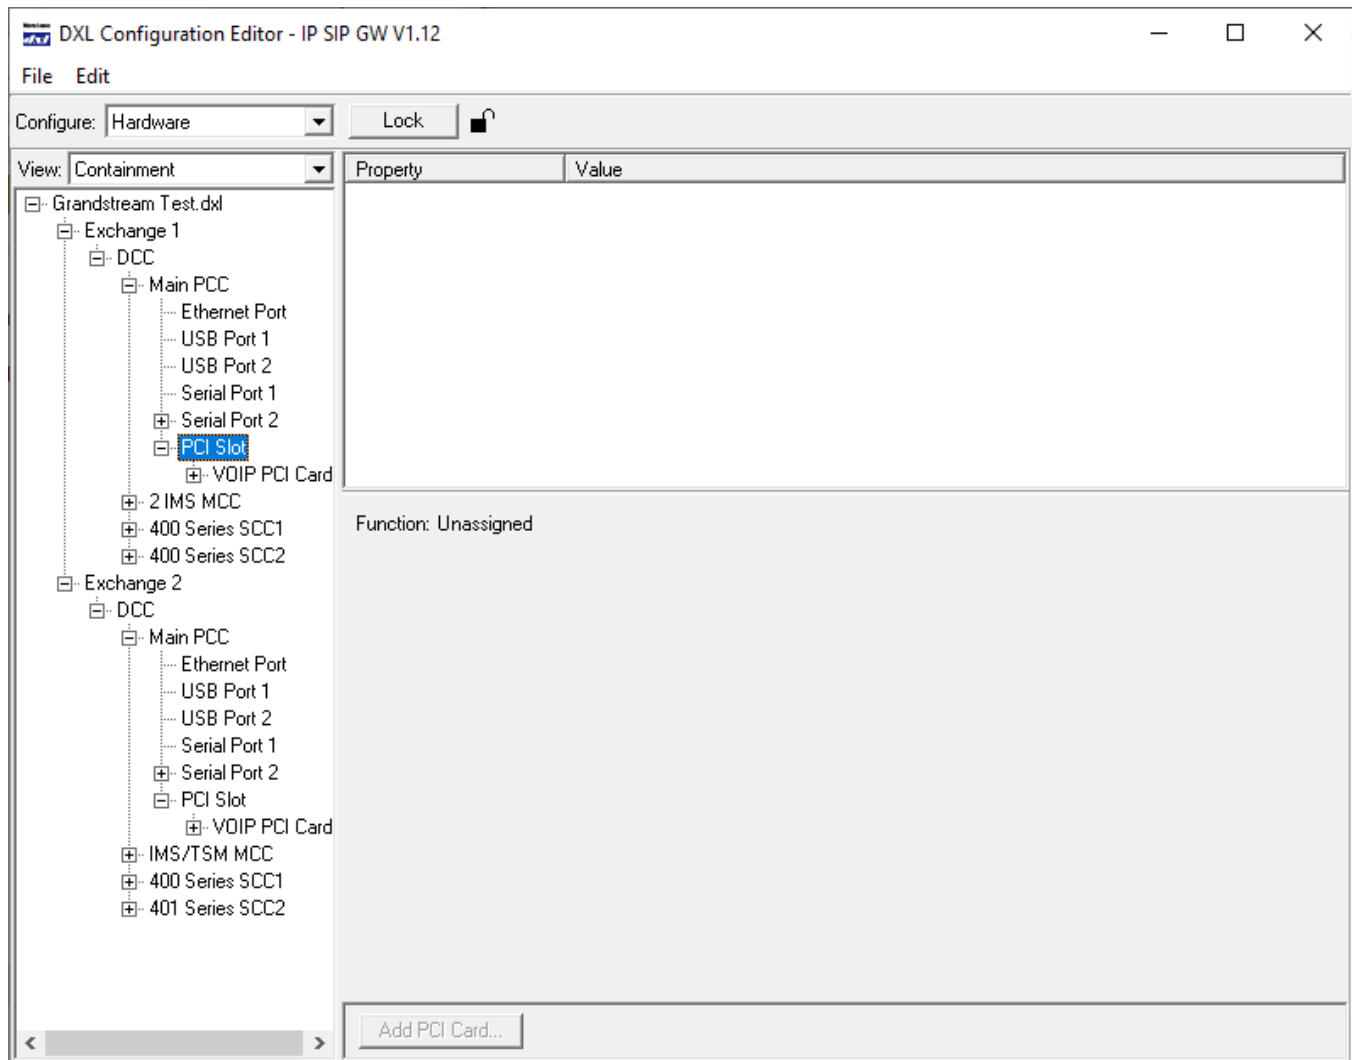 DXL Configuration Editor - IP SIP GW V1.12
File Edit
Configure: Hardware Lock
View: Containment
Property Value
Grandstream Test.dxl
Exchange 1
DCC
Main PCC
Ethernet Port
USB Port 1
USB Port 2
Serial Port 1
Serial Port 2
PCI Slot
VOIP PCI Card
2 IMS MCC
400 Series SCC1
400 Series SCC2
Exchange 2
DCC
Main PCC
Ethernet Port
USB Port 1
USB Port 2
Serial Port 1
Serial Port 2
PCI Slot
VOIP PCI Card
IMS/TSM MCC
400 Series SCC1
401 Series SCC2
Function: Unassigned
Add PCI Card...